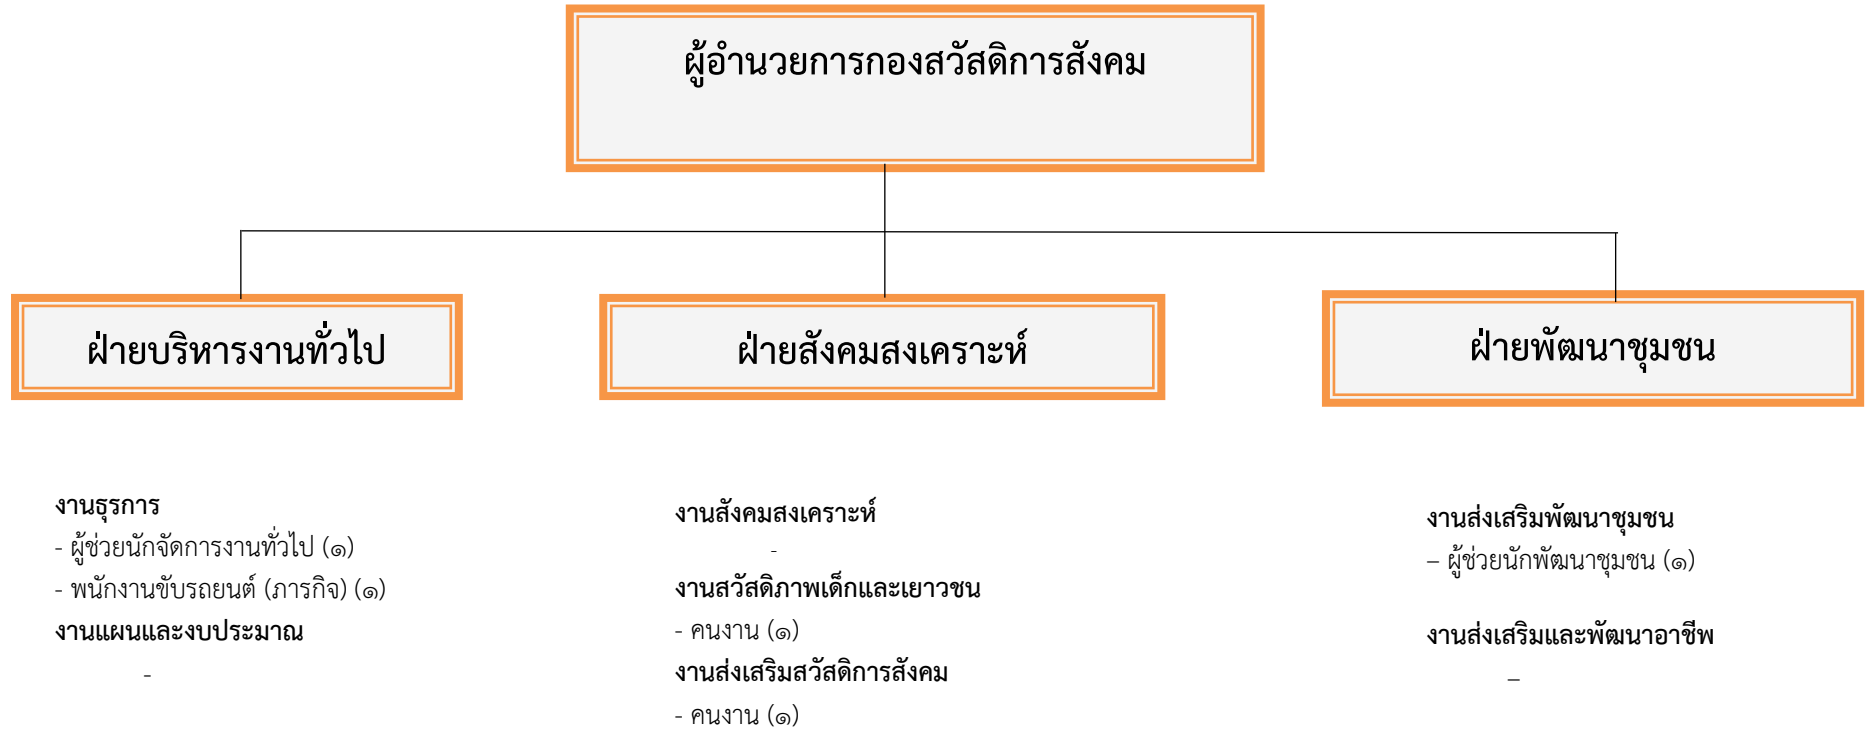 ผู้อำนวยการกองสวัสดิการสังคม
ฝ่ายบริหารงานทั่วไป
ฝ่ายสังคมสงเคราะห์
ฝ่ายพัฒนาชุมชน
งานธุรการ
- ผู้ช่วยนักจัดการงานทั่วไป (๑)
- พนักงานขับรถยนต์ (ภารกิจ) (๑)
งานแผนและงบประมาณ
-
งานสังคมสงเคราะห์
-
งานสวัสดิภาพเด็กและเยาวชน
- คนงาน (๑)
งานส่งเสริมสวัสดิการสังคม
- คนงาน (๑)
งานส่งเสริมพัฒนาชุมชน
– ผู้ช่วยนักพัฒนาชุมชน (๑)
งานส่งเสริมและพัฒนาอาชีพ
–